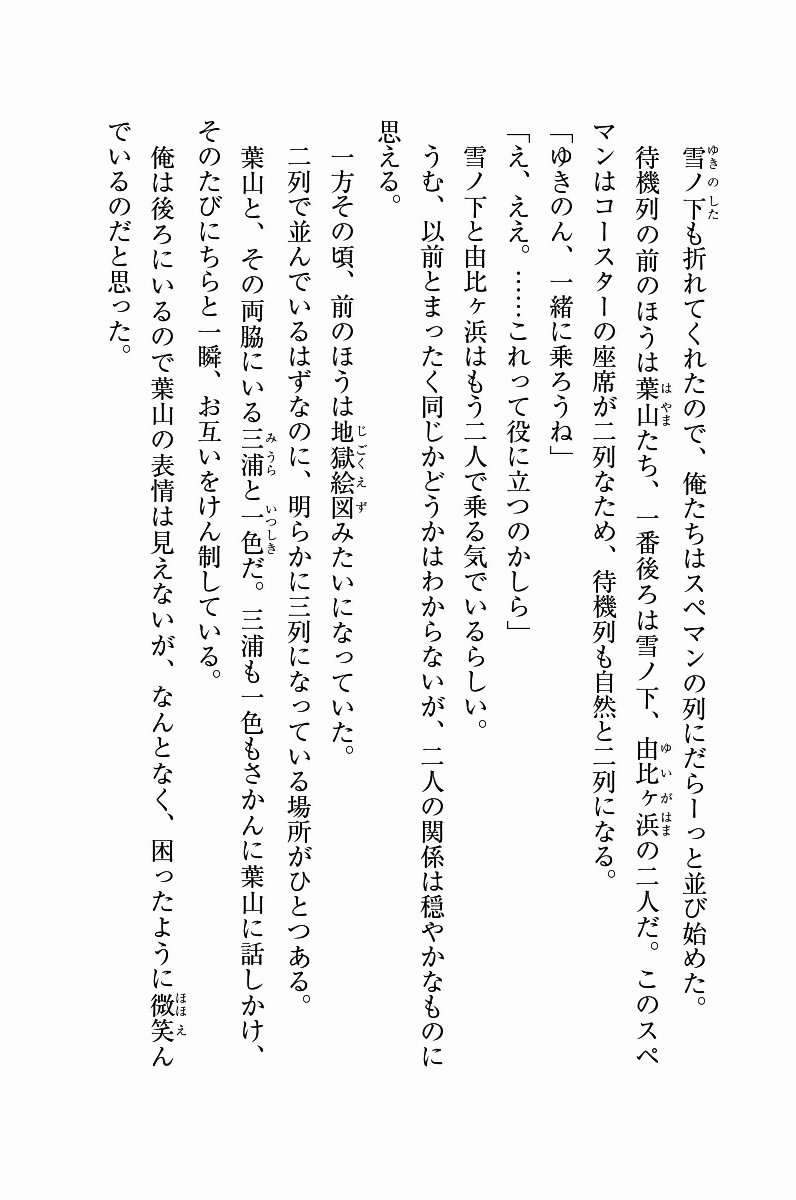 雪ノ下も折れてくれたので、俺たちはスペマンの列にだらーっと並び始めた。
待機列の前のほうは葉山たち、一番後ろは雪ノ下、由比ヶ浜の二人だ。このスペ
マンはコースターの座席が二列なため、待機列も自然と二列になる。
「ゆきのん、一緒に乗ろうね」
「え、ええ。……これって役に立つのかしら」
雪ノ下と由比ヶ浜はもう二人で乗る気でいるらしい。
うむ、以前とまったく同じかどうかはわからないが、二人の関係は穏やかなものに
思える。
一方その頃、前のほうは地獄絵図みたいになっていた。
二列で並んでいるはずなのに、明らかに三列になっている場所がひとつある。
葉山と、その両脇にいる三浦と一色だ。三浦も一色もさかんに葉山に話しかけ、
そのたびにちらと一瞬、お互いをけん制している。
俺は後ろにいるので葉山の表情は見えないが、なんとなく、困ったように微笑ん
でいるのだと思った。